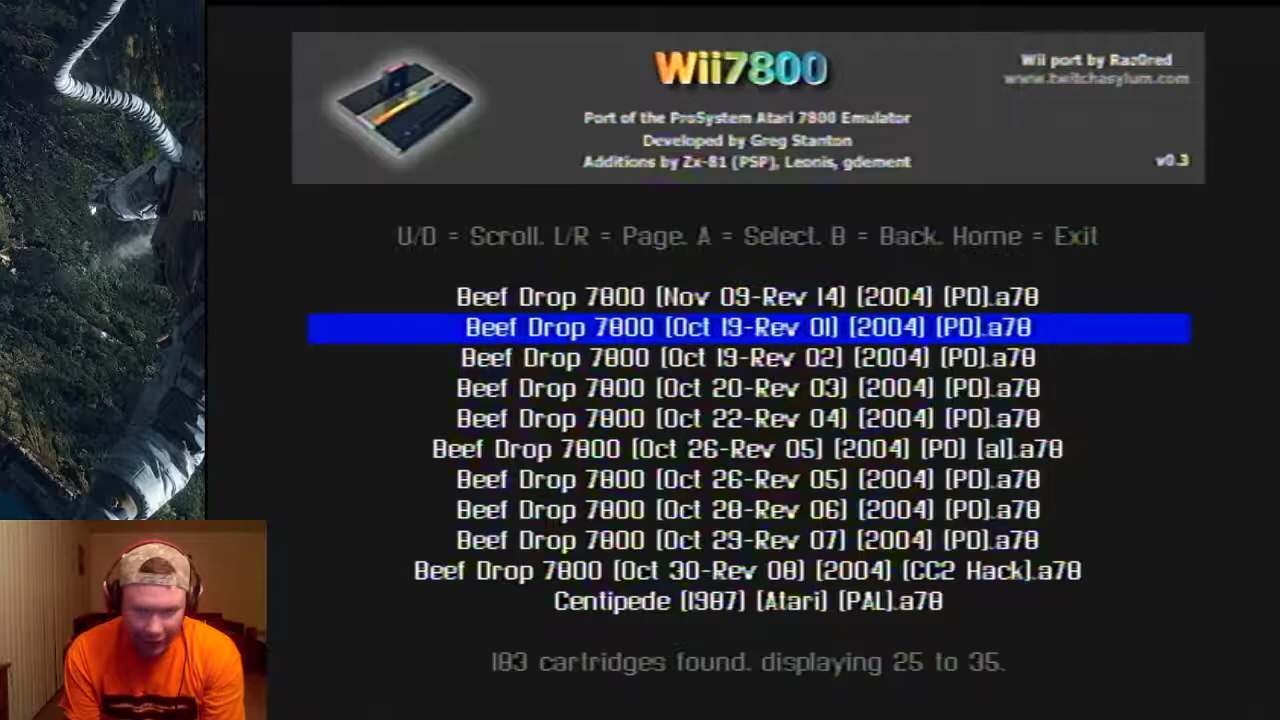 Wii7800
Wii port by RazOred
www.twitchasylum.com
Port of the ProSystem Atari 7800 Emulator
Developed by Greg Stanton
Additions by Zx-81 (PSP), Leonis, gdement
v0.3
U/D = Scroll. L/R = Page. A = Select. B = Back. Home = Exit
Beef Drop 7800 (Nov 09-Rev 14) (2004) (PD).a78
Beef Drop 7800 (Oct 19-Rev 01) (2004) (PD).a78
Beef Drop 7800 (Oct 19-Rev 02) (2004) (PD).a78
Beef Drop 7800 (Oct 20-Rev 03) (2004) (PD).a78
Beef Drop 7800 (Oct 22-Rev 04) (2004) (PD).a78
Beef Drop 7800 (Oct 26-Rev 05) (2004) (PD) [a1].a78
Beef Drop 7800 (Oct 26-Rev 05) (2004) (PD).a78
Beef Drop 7800 (Oct 28-Rev 06) (2004) (PD).a78
Beef Drop 7800 (Oct 29-Rev 07) (2004) (PD).a78
Beef Drop 7800 (Oct 30-Rev 08) (2004) (CC2 Hack).a78
Centipede (1987) (Atari) (PAL).a78
183 cartridges found. displaying 25 to 35.